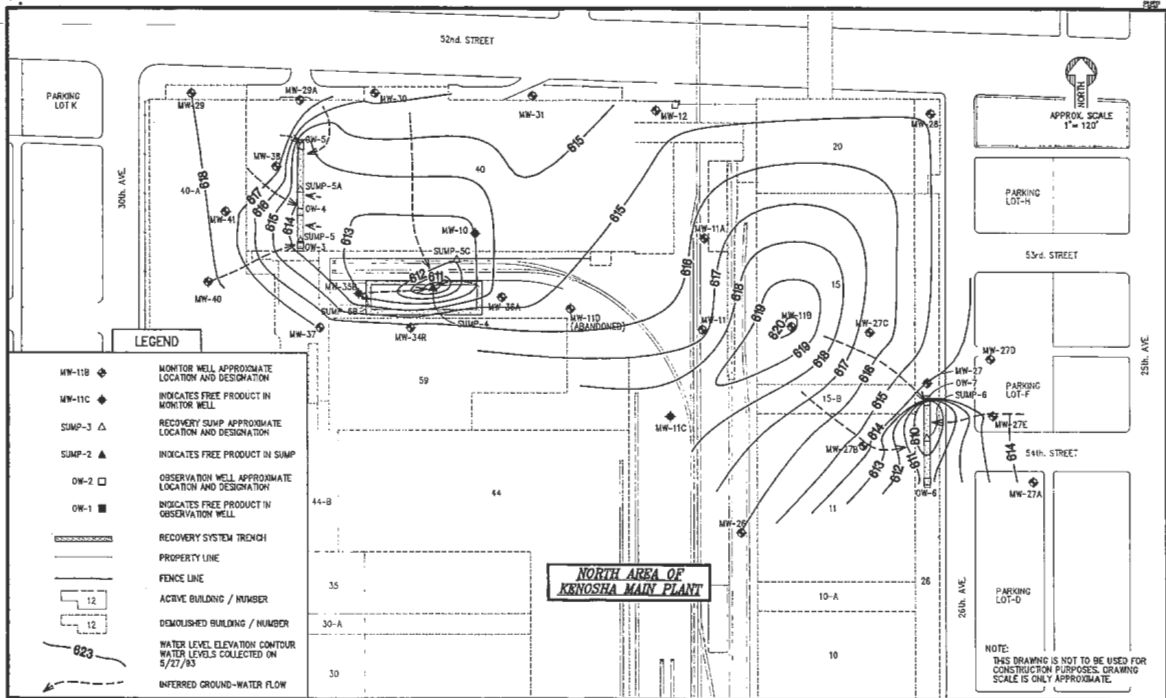 52nd. STREET
PARKING
LOT K
MW-29
MW-29A
MW-30
MW-31
MW-12
MW-28
NORTH
APPROX. SCALE
1"= 120'
30th. AVE.
40-A
618
MW-38
OW-5
617
616
615
614
SUMP-5A
OW-4
SUMP-5
OW-3
MW-41
MW-40
40
613
MW-10
SUMP-5C
612
611
MW-35B
SUMP-6B
SUMP-4
MW-36A
MW-11D
(ABANDONED)
MW-37
MW-34R
615
615
20
PARKING
LOT-H
53rd. STREET
MW-11A
616
617
618
619
620
MW-11B
619
618
617
616
615
614
613
612
611
610
15
MW-11
MW-27C
MW-27D
MW-27
OW-7
SUMP-6
PARKING
LOT-F
25th. AVE.
15-B
MW-11C
MW-27B
MW-27E
614
54th. STREET
OW-6
MW-27A
MW-26
11
59
44
44-B
35
30-A
30
10-A
10
26
26th. AVE.
PARKING
LOT-D
NORTH AREA OF
KENOSHA MAIN PLANT
NOTE:
THIS DRAWING IS NOT TO BE USED FOR
CONSTRUCTION PURPOSES. DRAWING
SCALE IS ONLY APPROXIMATE.
LEGEND
MW-11B MONITOR WELL APPROXIMATE
LOCATION AND DESIGNATION
MW-11C INDICATES FREE PRODUCT IN
MONITOR WELL
SUMP-3 RECOVERY SUMP APPROXIMATE
LOCATION AND DESIGNATION
SUMP-2 INDICATES FREE PRODUCT IN SUMP
OW-2 OBSERVATION WELL APPROXIMATE
LOCATION AND DESIGNATION
OW-1 INDICATES FREE PRODUCT IN
OBSERVATION WELL
RECOVERY SYSTEM TRENCH
PROPERTY LINE
FENCE LINE
12 ACTIVE BUILDING / NUMBER
12 DEMOLISHED BUILDING / NUMBER
623 WATER LEVEL ELEVATION CONTOUR
WATER LEVELS COLLECTED ON
5/27/93
INFERRED GROUND-WATER FLOW